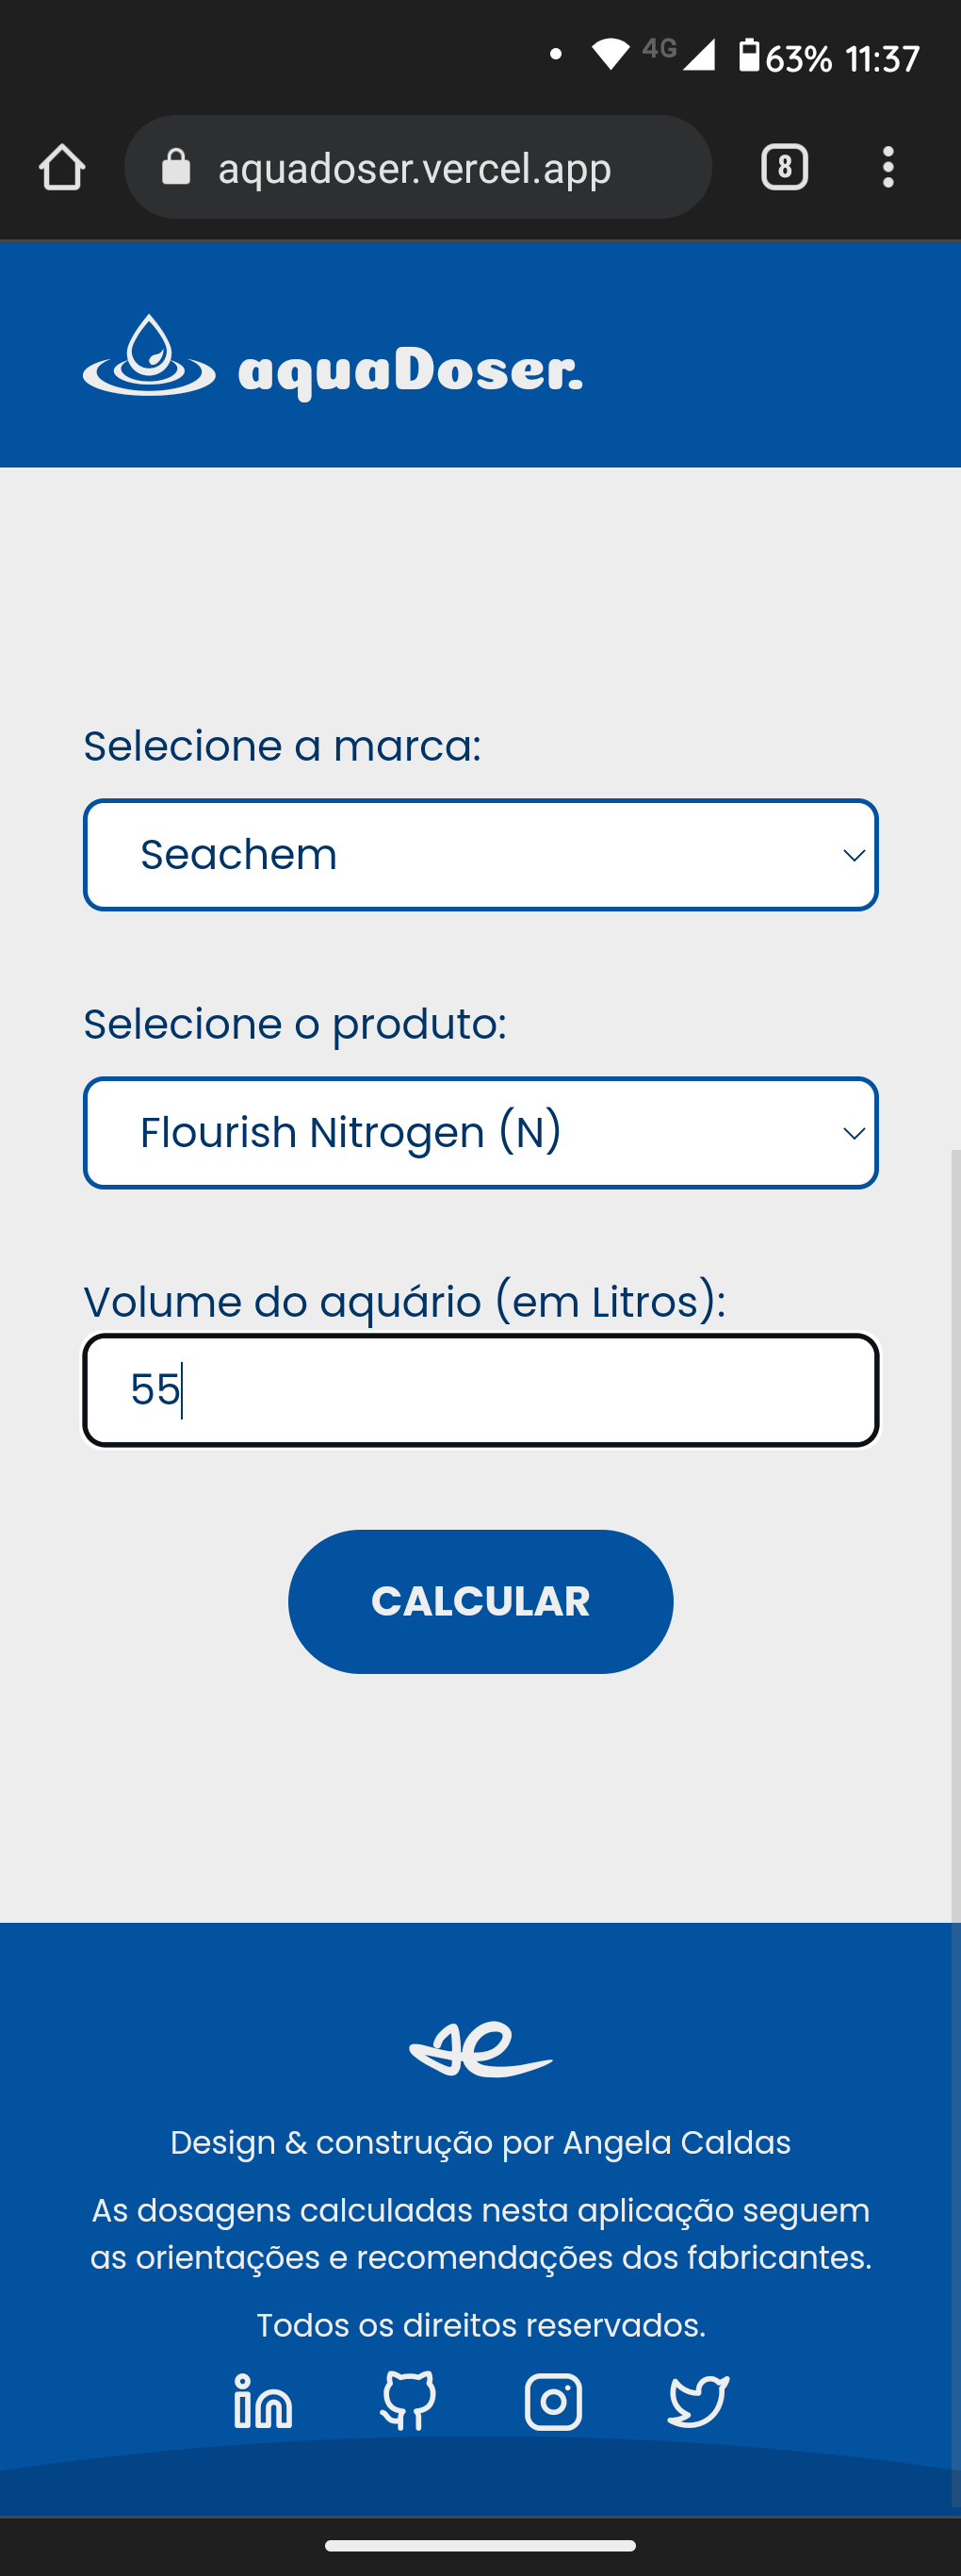 4G 63% 11:37
aquadoser.vercel.app 8
aquaDoser.
Selecione a marca:
Seachem
Selecione o produto:
Flourish Nitrogen (N)
Volume do aquário (em Litros):
55
CALCULAR
Design & construção por Angela Caldas
As dosagens calculadas nesta aplicação seguem
as orientações e recomendações dos fabricantes.
Todos os direitos reservados.